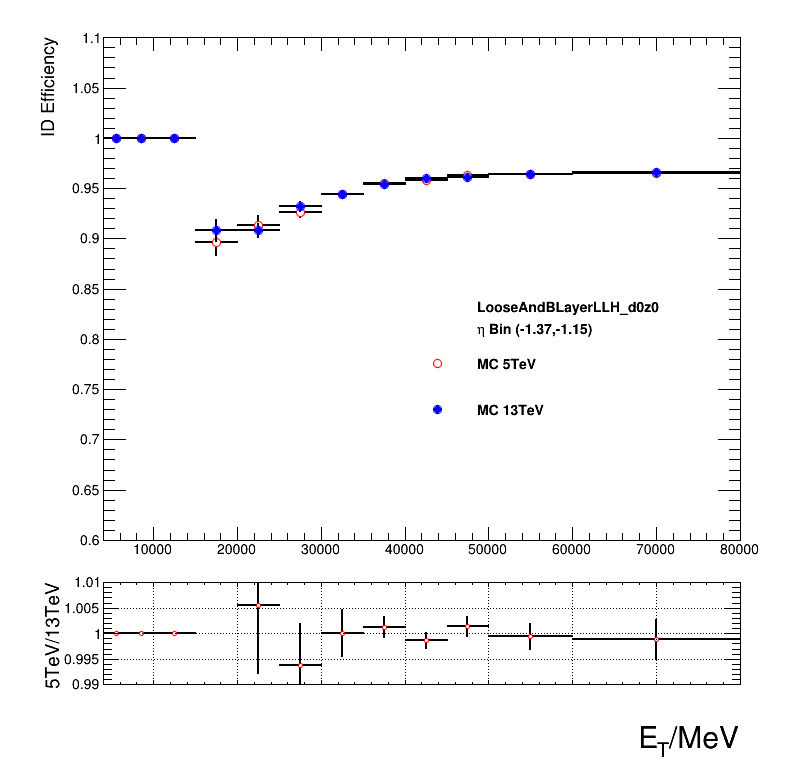 ID Efficiency
1.1
1.05
1
0.95
0.9
0.85
0.8
0.75
0.7
0.65
0.6
LooseAndBLayerLLH_d0z0
η Bin (-1.37,-1.15)
MC 5TeV
MC 13TeV
10000 20000 30000 40000 50000 60000 70000 80000
5TeV/13TeV
1.01
1.005
1
0.995
0.99
E_T/MeV